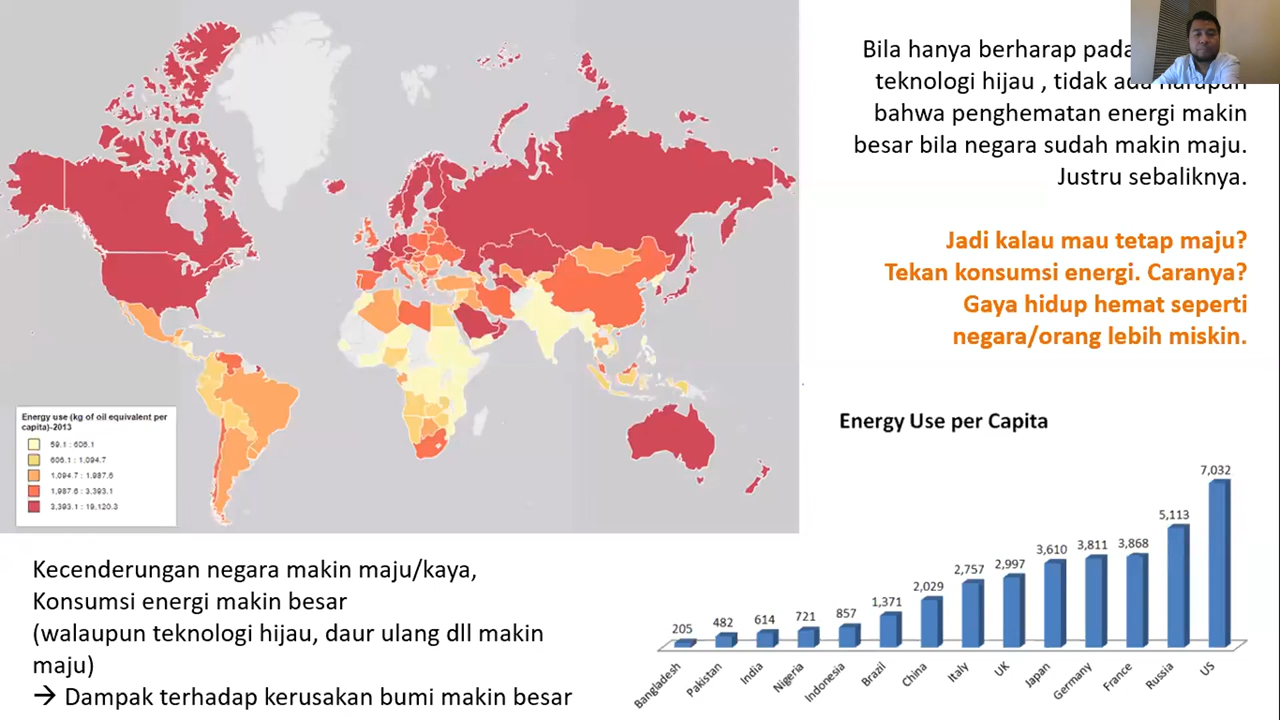 Bila hanya berharap pada
teknologi hijau , tidak ada harapan
bahwa penghematan energi makin
besar bila negara sudah makin maju.
Justru sebaliknya.
Jadi kalau mau tetap maju?
Tekan konsumsi energi. Caranya?
Gaya hidup hemat seperti
negara/orang lebih miskin.
Energy use (kg of oil equivalent per
capita)-2013
59.1 : 606.1
606.1 : 1,094.7
1,094.7 : 1,987.6
1,987.6 : 3,393.1
3,393.1 : 19,120.3
Kecenderungan negara makin maju/kaya,
Konsumsi energi makin besar
(walaupun teknologi hijau, daur ulang dll makin
maju)
→ Dampak terhadap kerusakan bumi makin besar
Energy Use per Capita
205 482 614 721 857 1,371 2,029 2,757 2,997 3,610 3,811 3,868 5,113 7,032
Bangladesh Pakistan India Nigeria Indonesia Brazil China Italy UK Japan Germany France Russia US